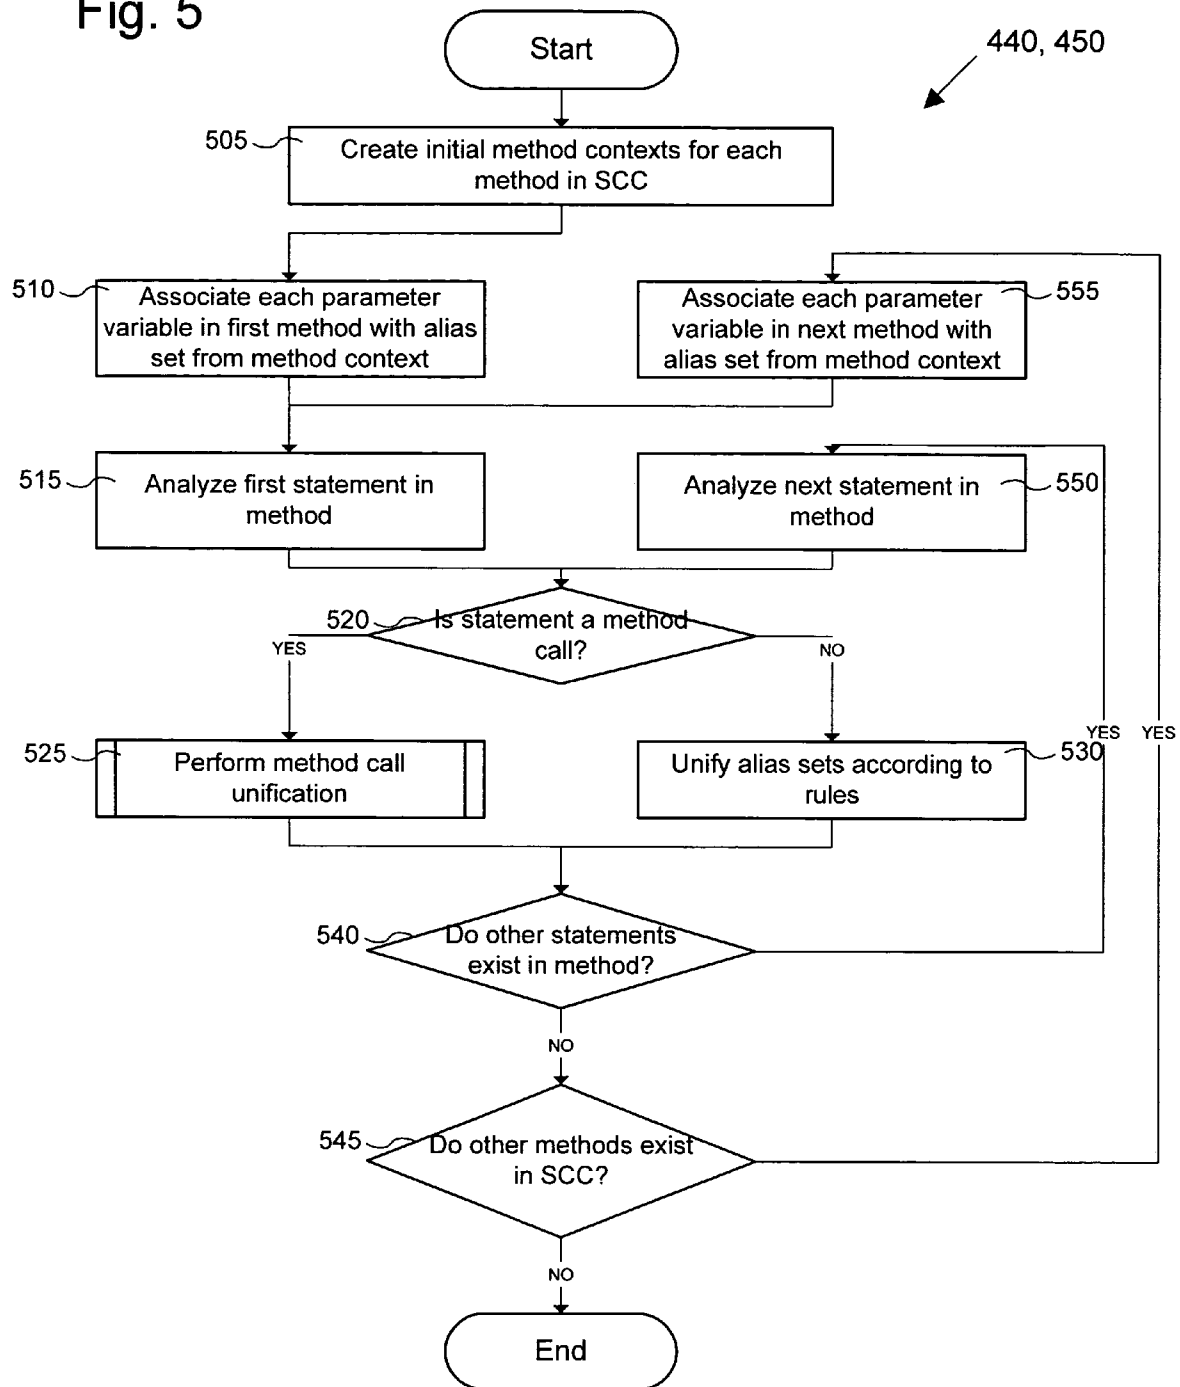 Fig. 5
Start
440, 450
505
Create initial method contexts for each
method in SCC
510
Associate each parameter
variable in first method with alias
set from method context
Associate each parameter
variable in next method with
alias set from method context
555
515
Analyze first statement in
method
Analyze next statement in
method
550
520
Is statement a method
call?
YES
NO
525
Perform method call
unification
Unify alias sets according to
rules
530
YES
YES
540
Do other statements
exist in method?
NO
545
Do other methods exist
in SCC?
NO
End